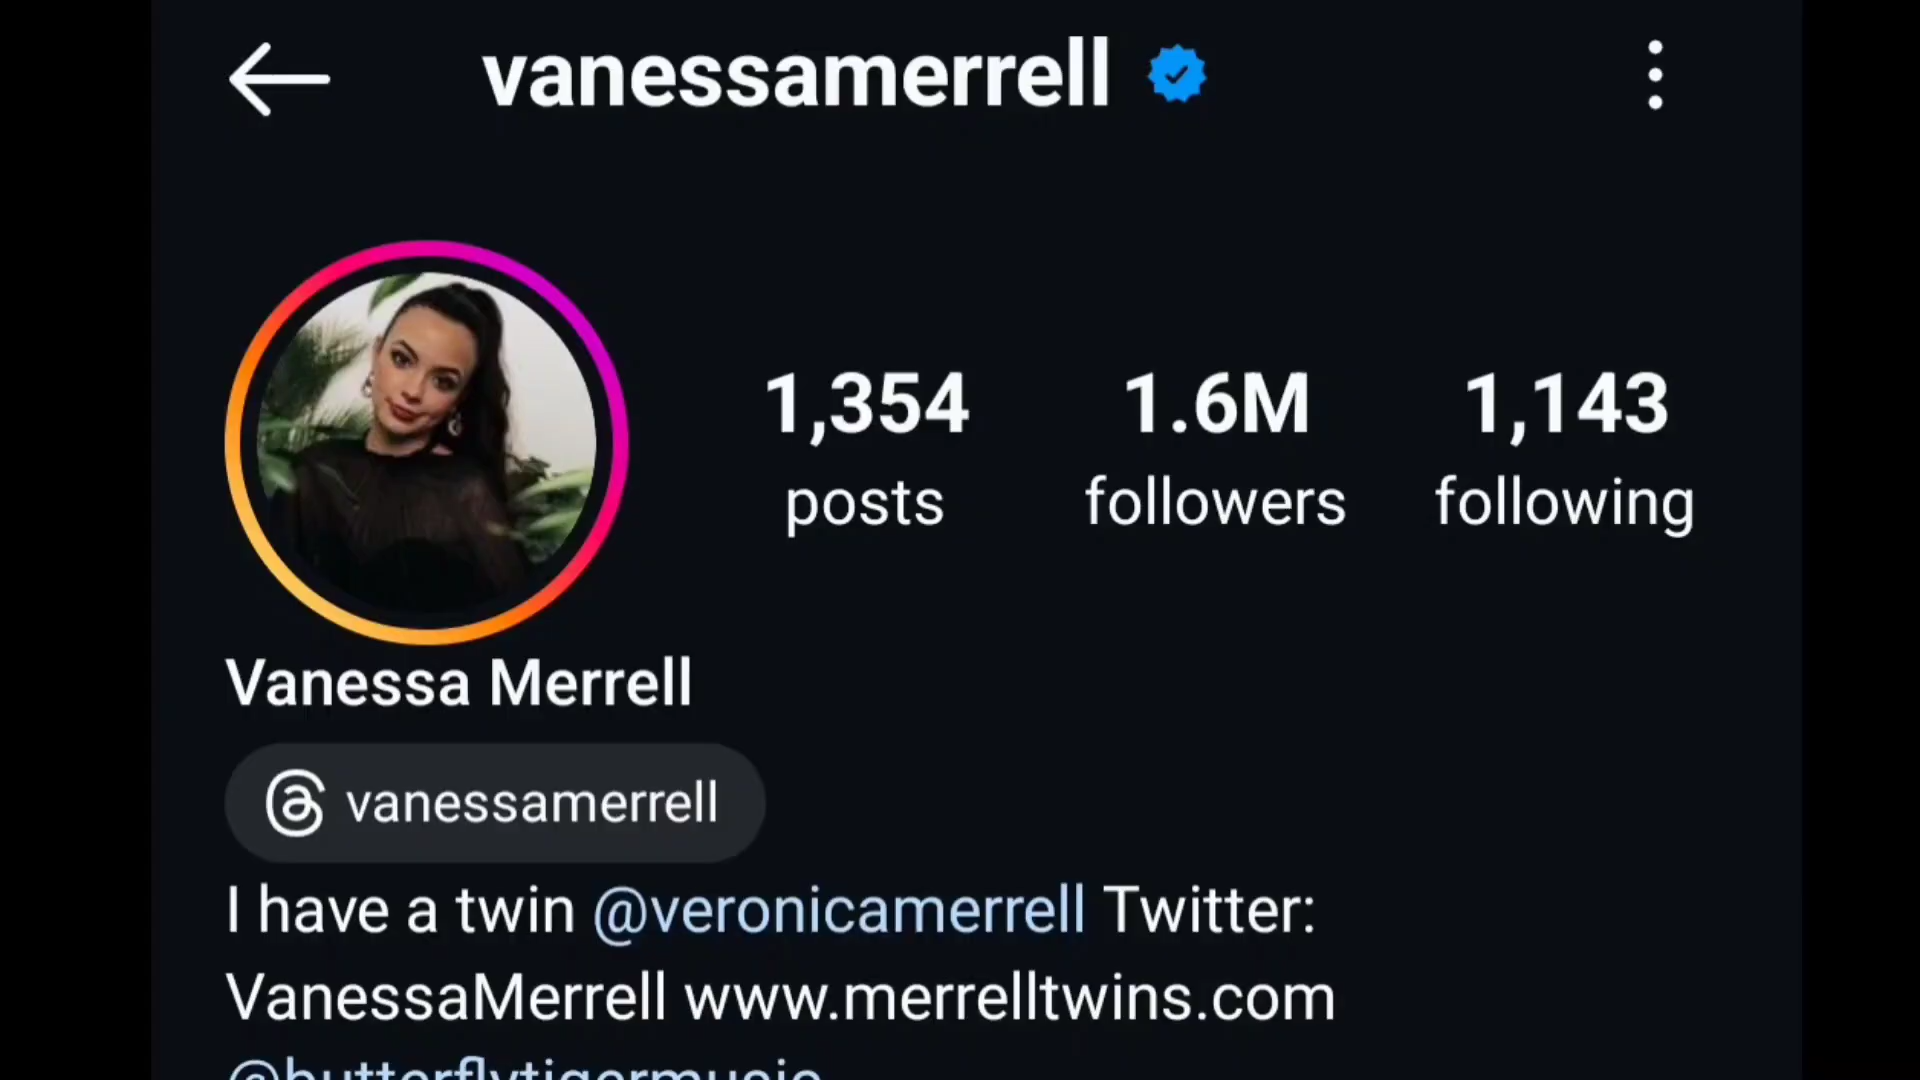 vanessamerrell
1,354 1.6M 1,143
posts followers following
Vanessa Merrell
vanessamerrell
I have a twin @veronicamerrell Twitter:
VanessaMerrell www.merrelltwins.com
@butterflytigermusic